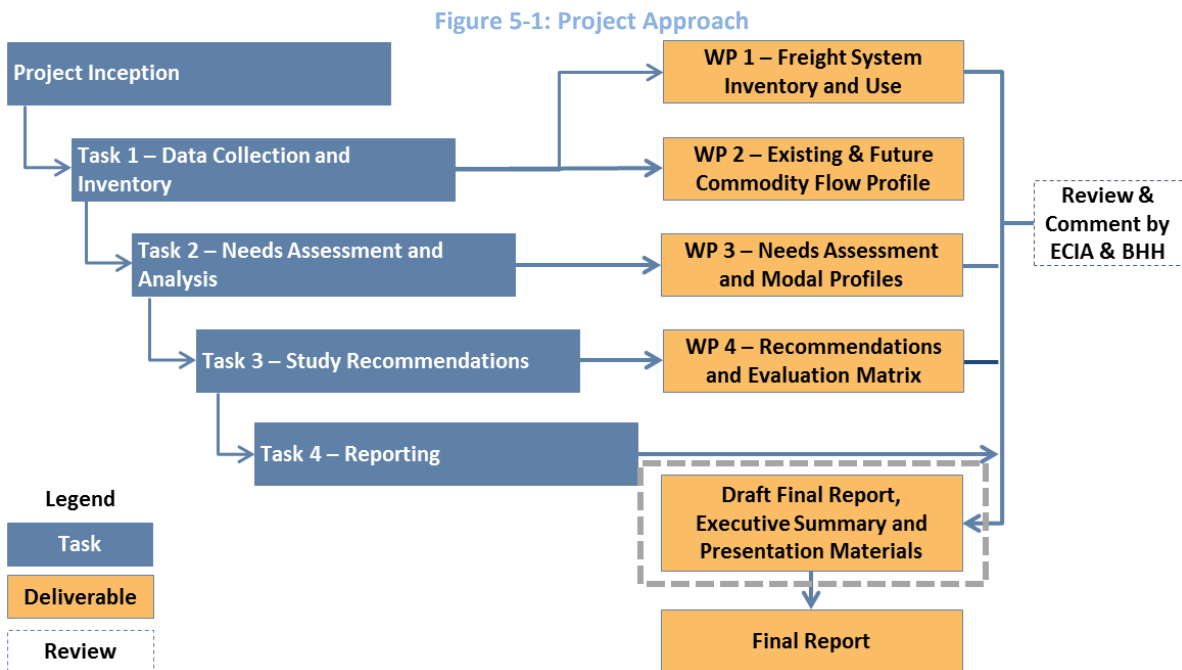 Figure 5-1: Project Approach
Project Inception
WP 1 – Freight System
Inventory and Use
Task 1 – Data Collection and
Inventory
WP 2 – Existing & Future
Commodity Flow Profile
Review &
Comment by
ECIA & BHH
Task 2 – Needs Assessment and
Analysis
WP 3 – Needs Assessment
and Modal Profiles
Task 3 – Study Recommendations
WP 4 – Recommendations
and Evaluation Matrix
Task 4 – Reporting
Draft Final Report,
Executive Summary and
Presentation Materials
Final Report
Legend
Task
Deliverable
Review